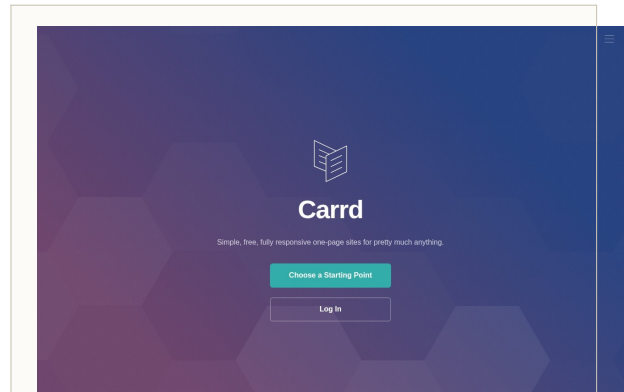 Carrd
Simple, free, fully responsive one-page sites for pretty much anything.
Choose a Starting Point
Log In